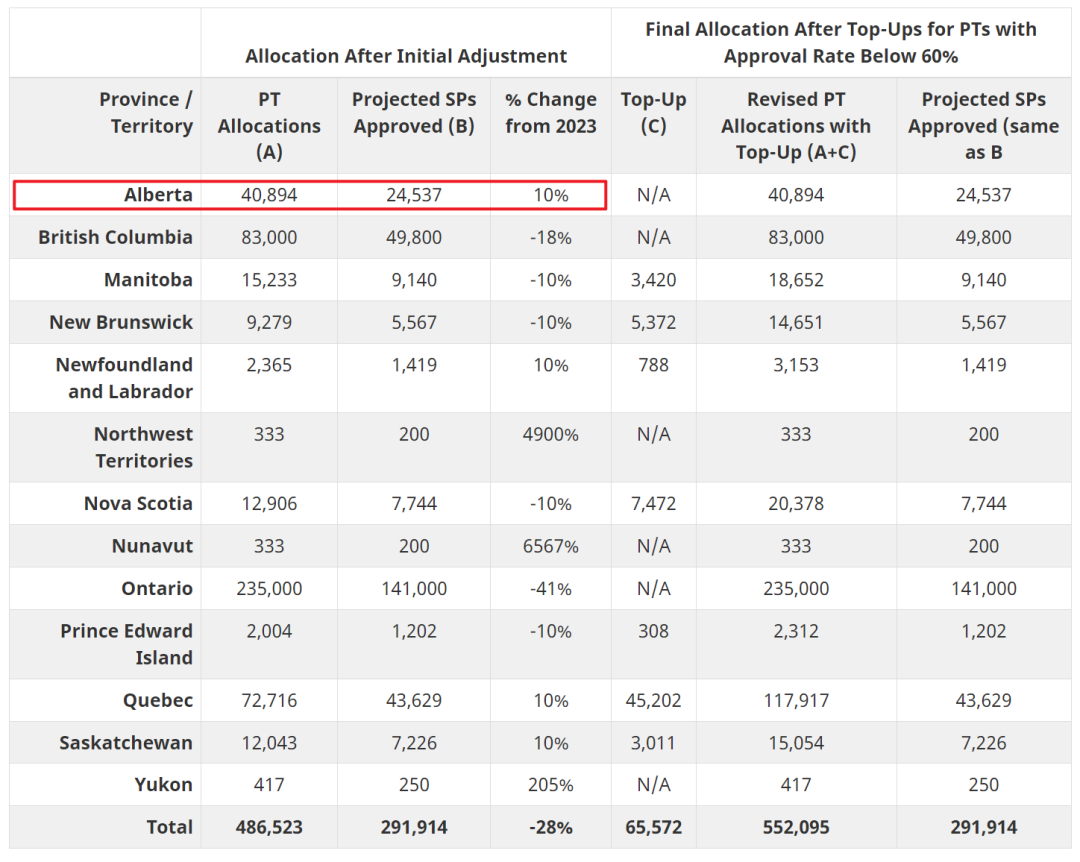 Allocation After Initial Adjustment
Final Allocation After Top-Ups for PTs with
Approval Rate Below 60%
Province /
Territory
PT
Allocations
(A)
Projected SPs
Approved (B)
% Change
from 2023
Top-Up
(C)
Revised PT
Allocations with
Top-Up (A+C)
Projected SPs
Approved (same
as B
Alberta 40,894 24,537 10% N/A 40,894 24,537
British Columbia 83,000 49,800 -18% N/A 83,000 49,800
Manitoba 15,233 9,140 -10% 3,420 18,652 9,140
New Brunswick 9,279 5,567 -10% 5,372 14,651 5,567
Newfoundland
and Labrador 2,365 1,419 10% 788 3,153 1,419
Northwest
Territories 333 200 4900% N/A 333 200
Nova Scotia 12,906 7,744 -10% 7,472 20,378 7,744
Nunavut 333 200 6567% N/A 333 200
Ontario 235,000 141,000 -41% N/A 235,000 141,000
Prince Edward
Island 2,004 1,202 -10% 308 2,312 1,202
Quebec 72,716 43,629 10% 45,202 117,917 43,629
Saskatchewan 12,043 7,226 10% 3,011 15,054 7,226
Yukon 417 250 205% N/A 417 250
Total 486,523 291,914 -28% 65,572 552,095 291,914